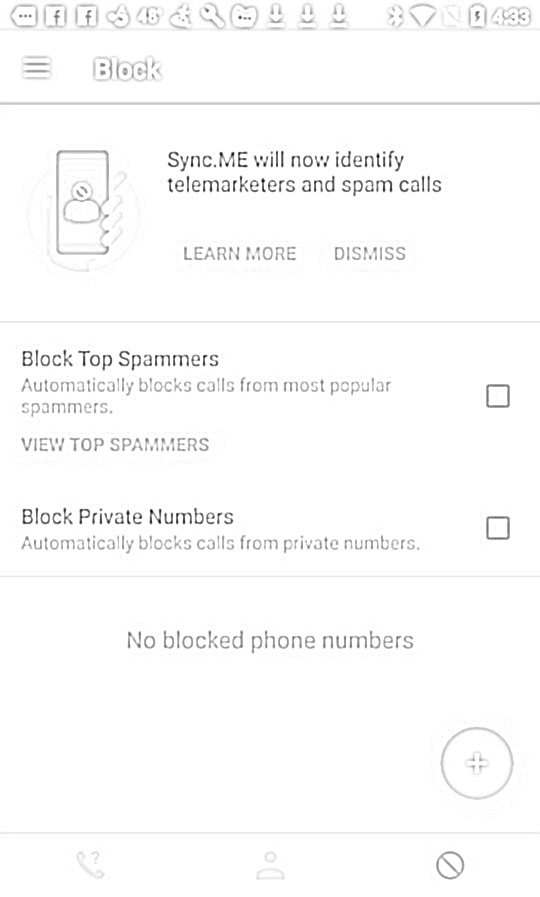 48° 4:33
Block
Sync.ME will now identify
telemarketers and spam calls
LEARN MORE DISMISS
Block Top Spammers
Automatically blocks calls from most popular
spammers.
VIEW TOP SPAMMERS
Block Private Numbers
Automatically blocks calls from private numbers.
No blocked phone numbers